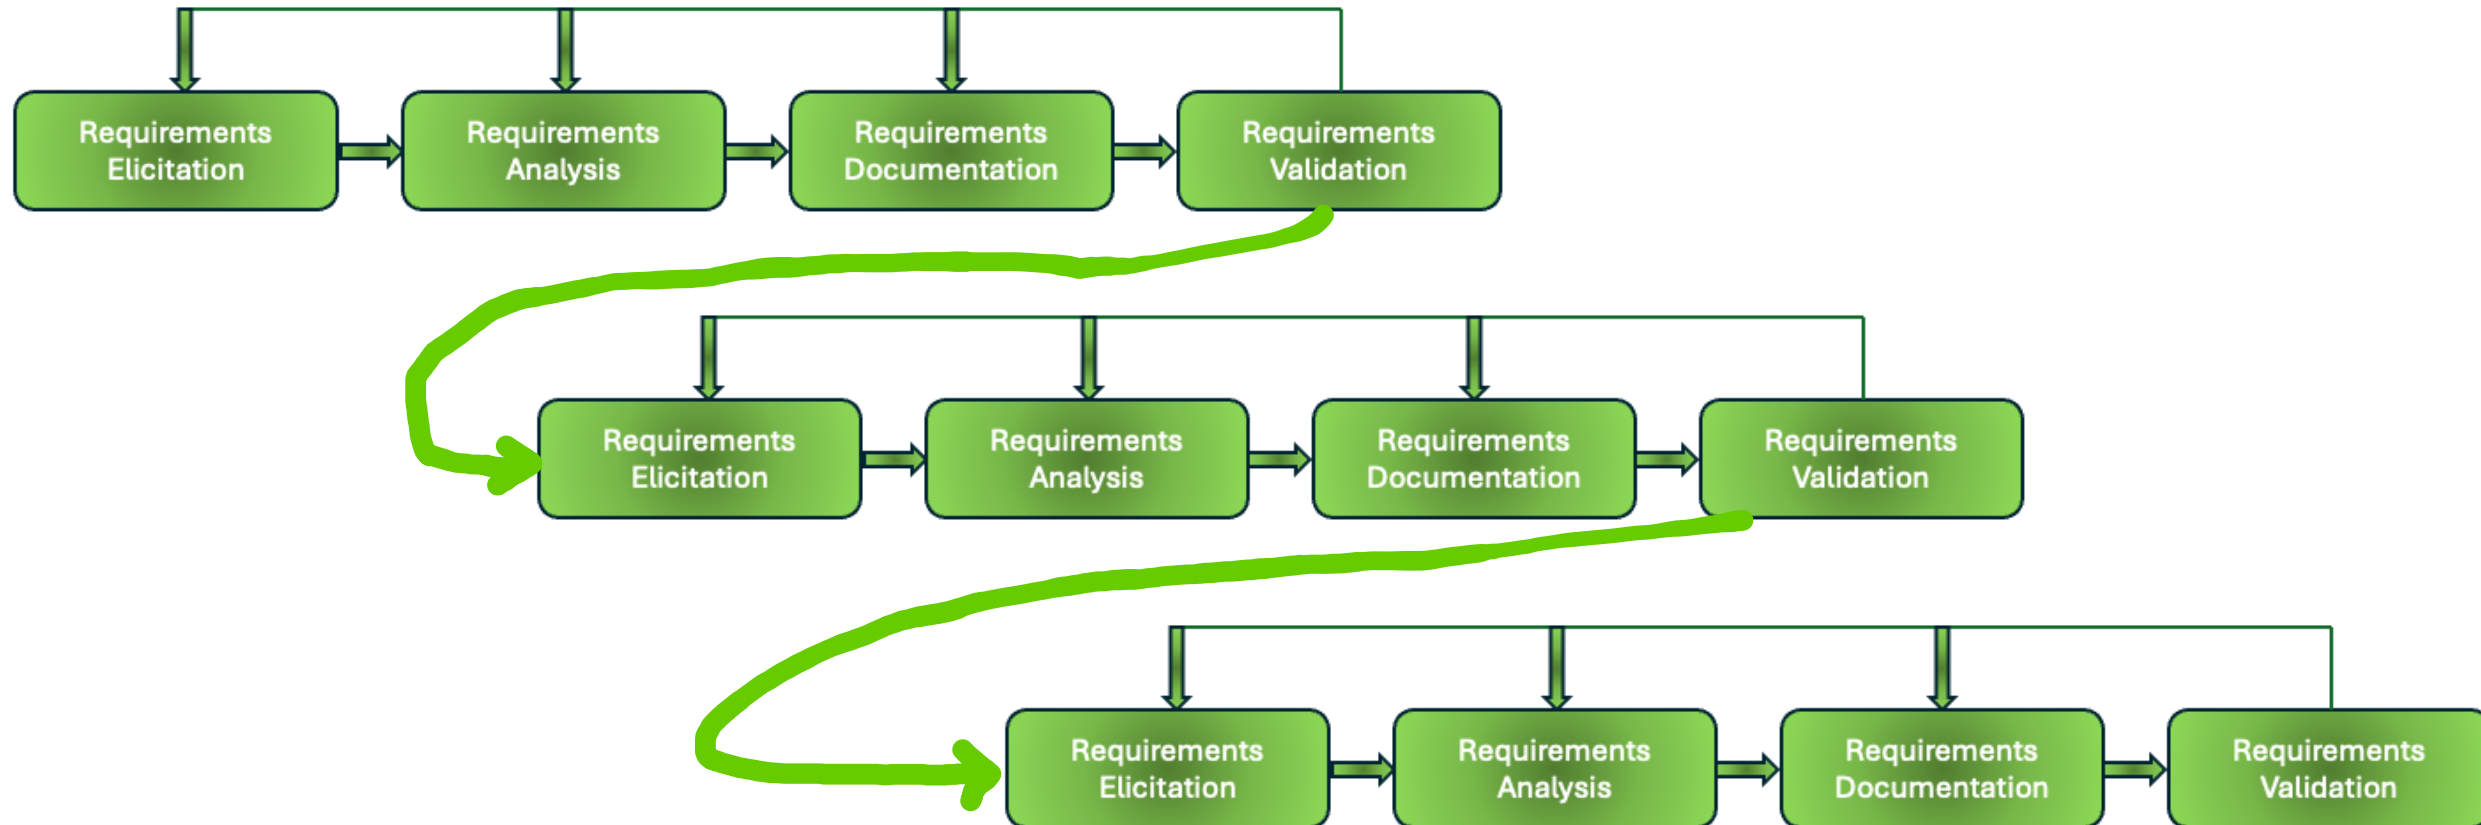 Requirements
Elicitation
Requirements
Analysis
Requirements
Documentation
Requirements
Validation
Requirements
Elicitation
Requirements
Analysis
Requirements
Documentation
Requirements
Validation
Requirements
Elicitation
Requirements
Analysis
Requirements
Documentation
Requirements
Validation